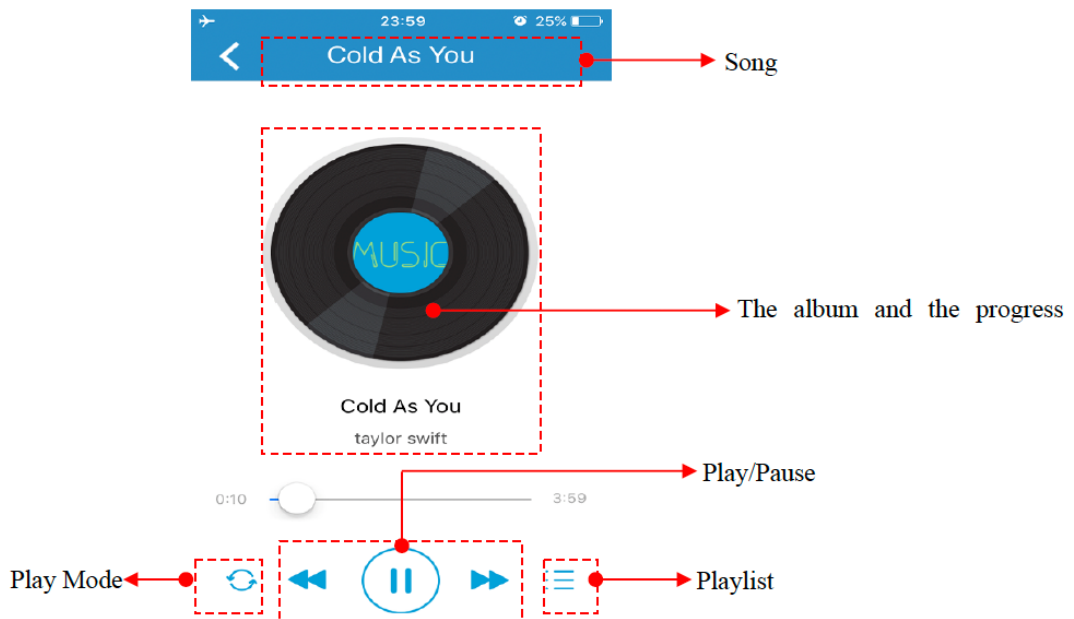 23:59
25%
Cold As You
Song
MUSIC
The album and the progress
Cold As You
taylor swift
Play/Pause
0:10
3:59
Play Mode
Playlist